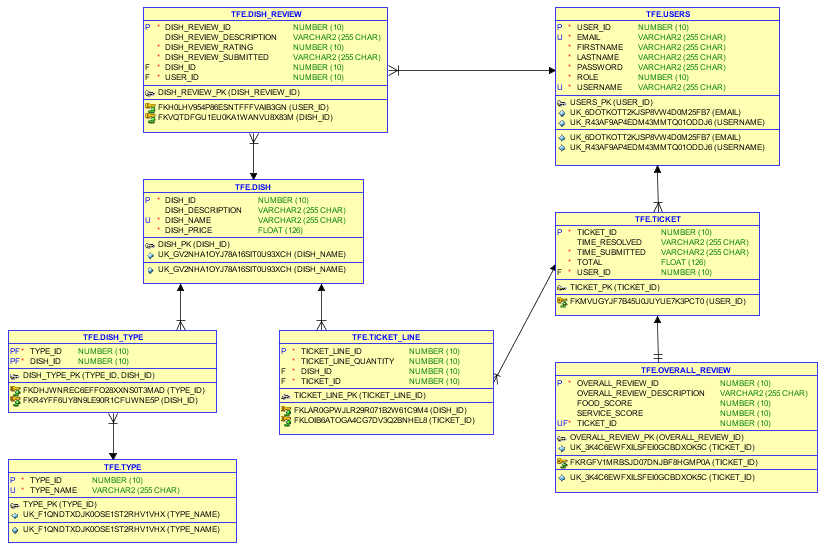 TFE.DISH_REVIEW
P * DISH_REVIEW_ID NUMBER (10)
DISH_REVIEW_DESCRIPTION VARCHAR2 (255 CHAR)
* DISH_REVIEW_RATING NUMBER (10)
* DISH_REVIEW_SUBMITTED VARCHAR2 (255 CHAR)
F * DISH_ID NUMBER (10)
F * USER_ID NUMBER (10)
DISH_REVIEW_PK (DISH_REVIEW_ID)
FKH0LHV954P86ESNTFFFVAIB3GN (USER_ID)
FKVQTDFGU1EU0KA1WANVU8X83M (DISH_ID)
TFE.USERS
P * USER_ID NUMBER (10)
U * EMAIL VARCHAR2 (255 CHAR)
* FIRSTNAME VARCHAR2 (255 CHAR)
* LASTNAME VARCHAR2 (255 CHAR)
* PASSWORD VARCHAR2 (255 CHAR)
* ROLE NUMBER (10)
U * USERNAME VARCHAR2 (255 CHAR)
USERS_PK (USER_ID)
UK_6DOTKOTT2KJSP8VW4D0M25FB7 (EMAIL)
UK_R43AF9AP4EDM43MMTQ01ODDJ6 (USERNAME)
UK_6DOTKOTT2KJSP8VW4D0M25FB7 (EMAIL)
UK_R43AF9AP4EDM43MMTQ01ODDJ6 (USERNAME)
TFE.DISH
P * DISH_ID NUMBER (10)
DISH_DESCRIPTION VARCHAR2 (255 CHAR)
U * DISH_NAME VARCHAR2 (255 CHAR)
* DISH_PRICE FLOAT (126)
DISH_PK (DISH_ID)
UK_GV2NHA1OYJ78A16SIT0U93XCH (DISH_NAME)
UK_GV2NHA1OYJ78A16SIT0U93XCH (DISH_NAME)
TFE.TICKET
P * TICKET_ID NUMBER (10)
TIME_RESOLVED VARCHAR2 (255 CHAR)
* TIME_SUBMITTED VARCHAR2 (255 CHAR)
* TOTAL FLOAT (126)
F * USER_ID NUMBER (10)
TICKET_PK (TICKET_ID)
FKMVUGYJF7B45U0JUYUE7K3PCT0 (USER_ID)
TFE.DISH_TYPE
PF* TYPE_ID NUMBER (10)
PF* DISH_ID NUMBER (10)
DISH_TYPE_PK (TYPE_ID, DISH_ID)
FKDHJWNREC6EFFO28XXNS0T3MAD (TYPE_ID)
FKR4YFF6UY8N9LE90R1CFUWNE5P (DISH_ID)
TFE.TICKET_LINE
P * TICKET_LINE_ID NUMBER (10)
* TICKET_LINE_QUANTITY NUMBER (10)
F * DISH_ID NUMBER (10)
F * TICKET_ID NUMBER (10)
TICKET_LINE_PK (TICKET_LINE_ID)
FKLAR0GPWJLR29R071B2W61C9M4 (DISH_ID)
FKLOIB6ATOGA4CG7DV3Q2BNHEL8 (TICKET_ID)
TFE.OVERALL_REVIEW
P * OVERALL_REVIEW_ID NUMBER (10)
OVERALL_REVIEW_DESCRIPTION VARCHAR2 (255 CHAR)
FOOD_SCORE NUMBER (10)
SERVICE_SCORE NUMBER (10)
UF* TICKET_ID NUMBER (10)
OVERALL_REVIEW_PK (OVERALL_REVIEW_ID)
UK_3K4C6EWFXILSFEI0GCBDXOK5C (TICKET_ID)
FKRGFV1MRBSJD07DNJBF8HGMP0A (TICKET_ID)
UK_3K4C6EWFXILSFEI0GCBDXOK5C (TICKET_ID)
TFE.TYPE
P * TYPE_ID NUMBER (10)
U * TYPE_NAME VARCHAR2 (255 CHAR)
TYPE_PK (TYPE_ID)
UK_F1QNDTXDJK0OSE1ST2RHV1VHX (TYPE_NAME)
UK_F1QNDTXDJK0OSE1ST2RHV1VHX (TYPE_NAME)